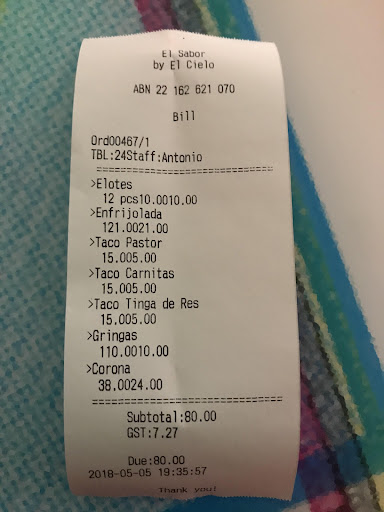 El Sabor
by El Cielo
ABN 22 162 621 070
Bill
Ord00467/1
TBL:24Staff:Antonio
================================
>Elotes
12 pcs10.0010.00
>Enfrijolada
121.0021.00
>Taco Pastor
15.005.00
>Taco Carnitas
15.005.00
>Taco Tinga de Res
15.005.00
>Gringas
110.0010.00
>Corona
38.0024.00
================================
Subtotal:80.00
GST:7.27
Due:80.00
2018-05-05 19:35:57
Thank you!